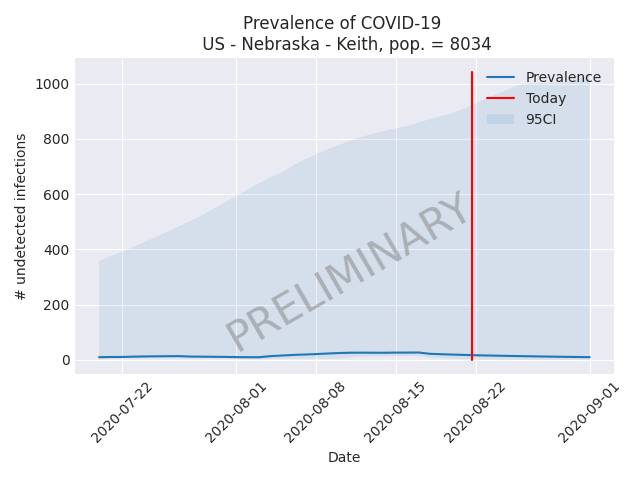 Prevalence of COVID-19
US - Nebraska - Keith, pop. = 8034
Prevalence
Today
95CI
1000
800
600
400
200
0
# undetected infections
PRELIMINARY
2020-07-22
2020-08-01
2020-08-08
2020-08-15
2020-08-22
2020-09-01
Date